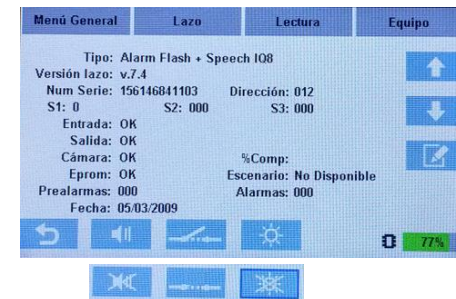 Menú General Lazo Lectura Equipo
Tipo: Alarm Flash + Speech IQ8
Versión lazo: v.7.4
Num Serie: 156146841103 Dirección: 012
S1: 0 S2: 000 S3: 000
Entrada: OK
Salida: OK
Cámara: OK %Comp:
Eprom: OK Escenario: No Disponible
Prealarmas: 000 Alarmas: 000
Fecha: 05/03/2009
77%